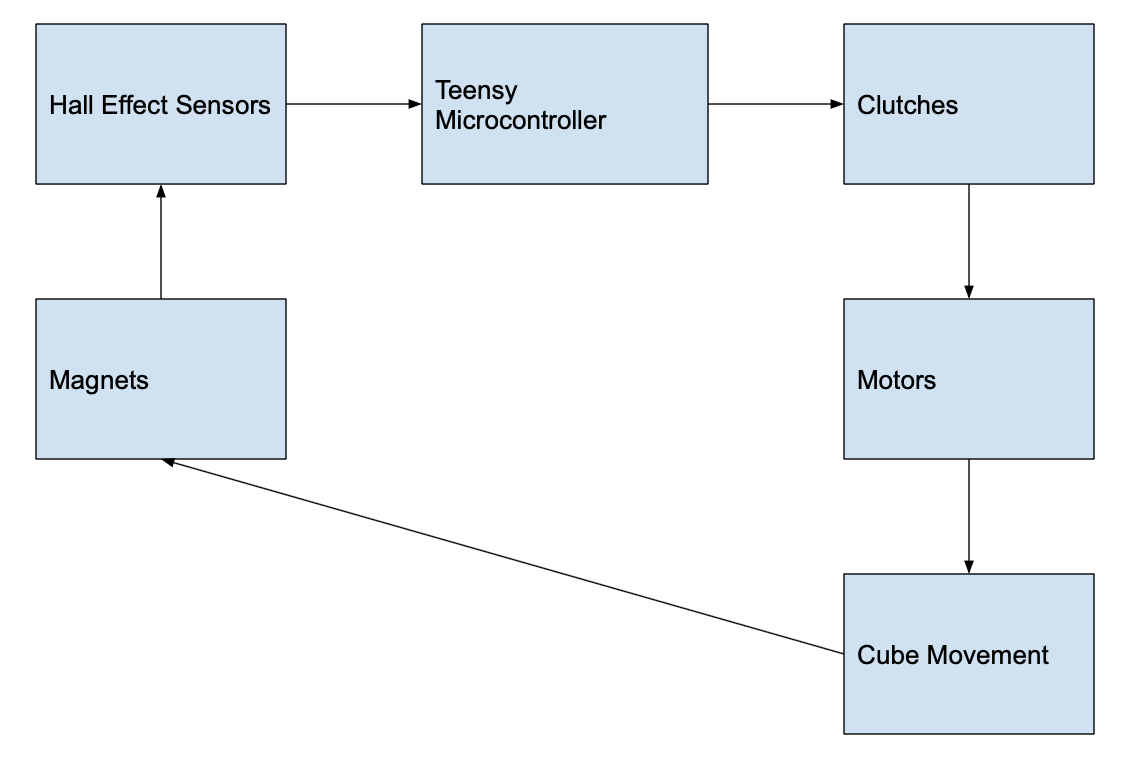 Hall Effect Sensors
Teensy
Microcontroller
Clutches
Magnets
Motors
Cube Movement